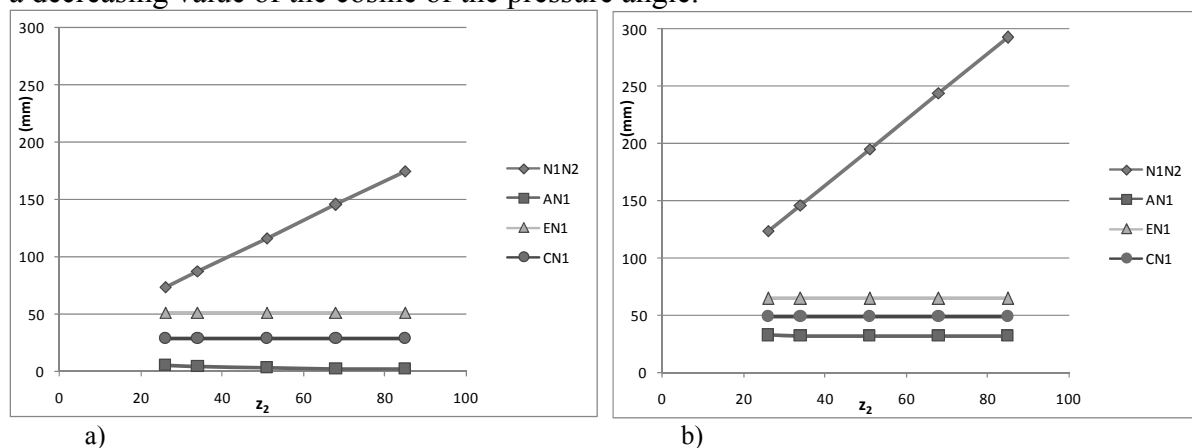 a decreasing value of the cosine of the pressure angle.
300
250
200
150
100
50
0
(mm)
0 20 40 60 80 100
z2
N1N2
AN1
EN1
CN1
a)
300
250
200
150
100
50
0
(mm)
0 20 40 60 80 100
z2
N1N2
AN1
EN1
CN1
b)